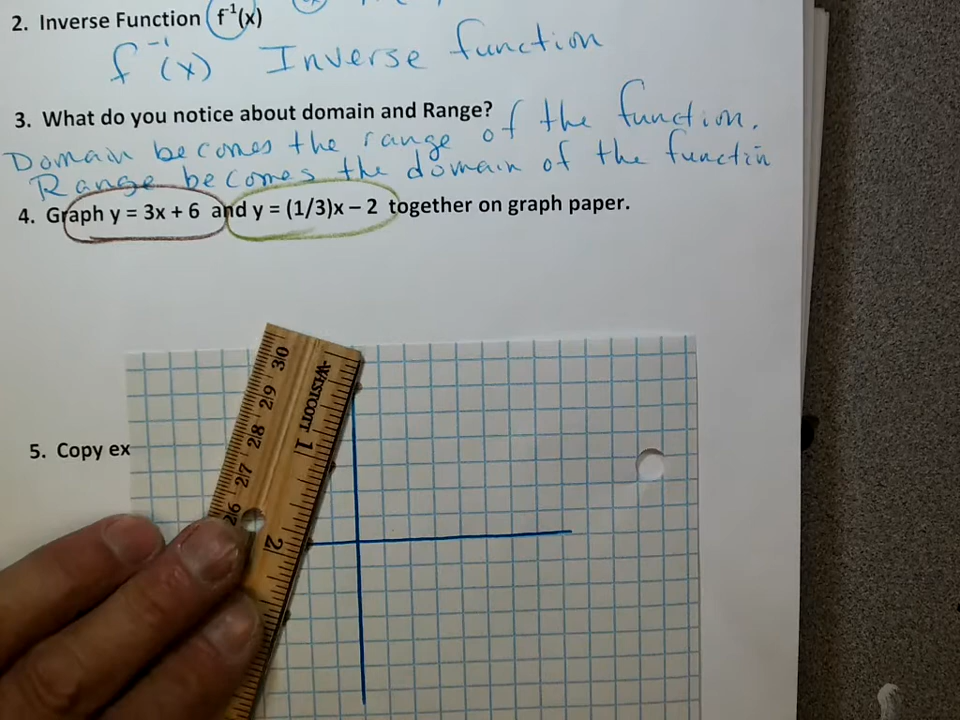 2. Inverse Function f⁻¹(x)
f⁻¹(x) Inverse function
3. What do you notice about domain and Range?
Domain becomes the range of the function.
Range becomes the domain of the functin
4. Graph y = 3x + 6 and y = (1/3)x – 2 together on graph paper.
5. Copy ex
WESTCOTT
30
29
28
27
26
1
2